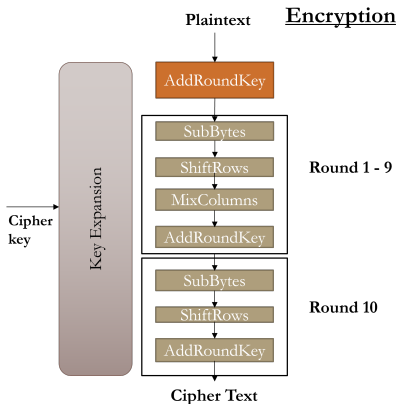 Encryption
Plaintext
AddRoundKey
SubBytes
ShiftRows
MixColumns
AddRoundKey
Round 1 - 9
Cipher
key
Key Expansion
SubBytes
ShiftRows
AddRoundKey
Round 10
Cipher Text